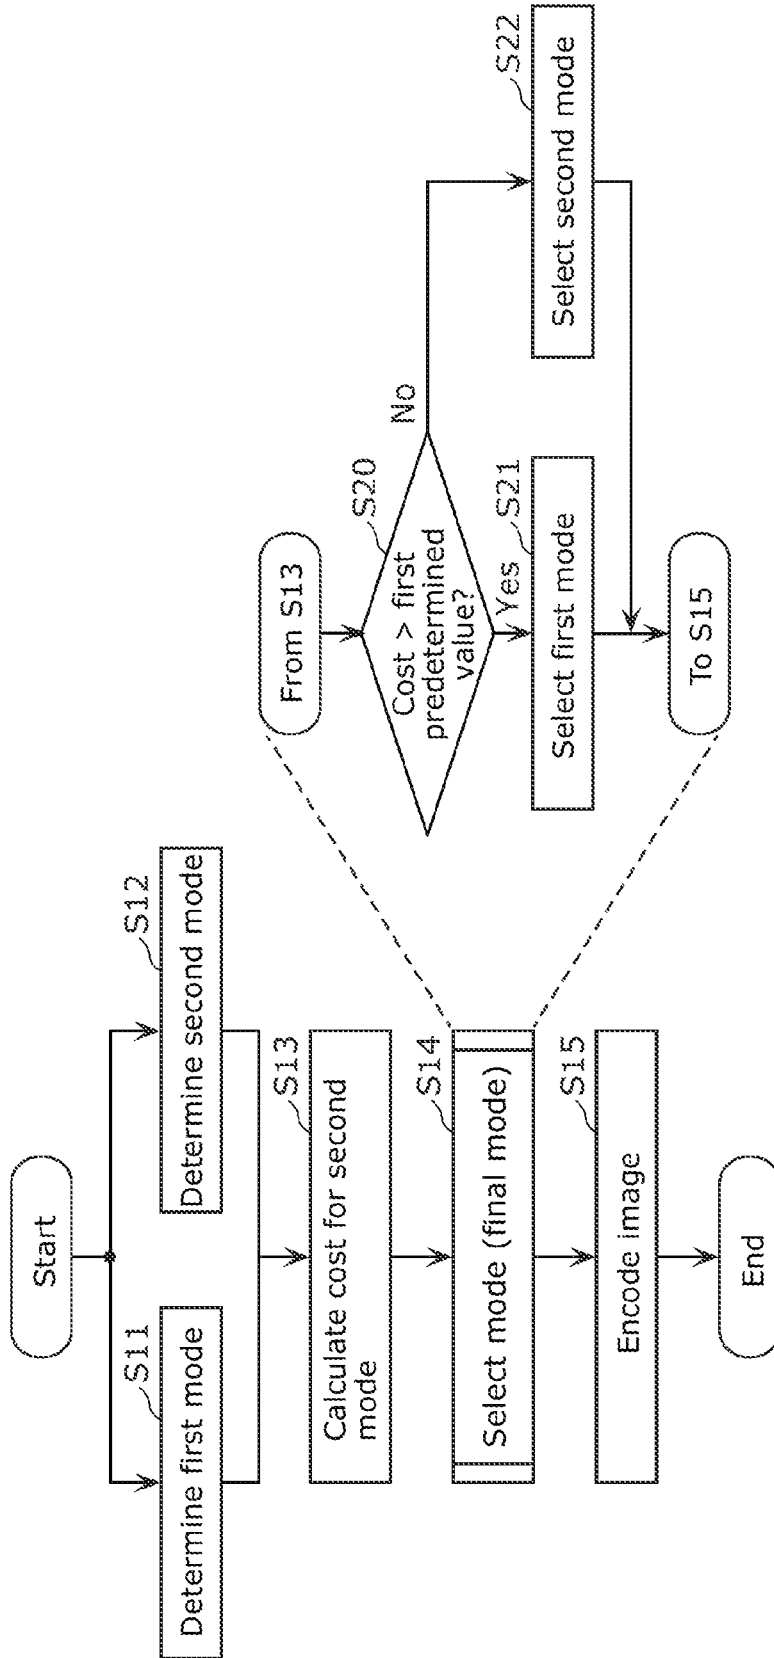 Start
S11
Determine first mode
S12
Determine second mode
S13
Calculate cost for second
mode
S14
Select mode (final mode)
S15
Encode image
End
From S13
S20
Cost > first
predetermined
value?
Yes
No
S21
Select first mode
S22
Select second mode
To S15